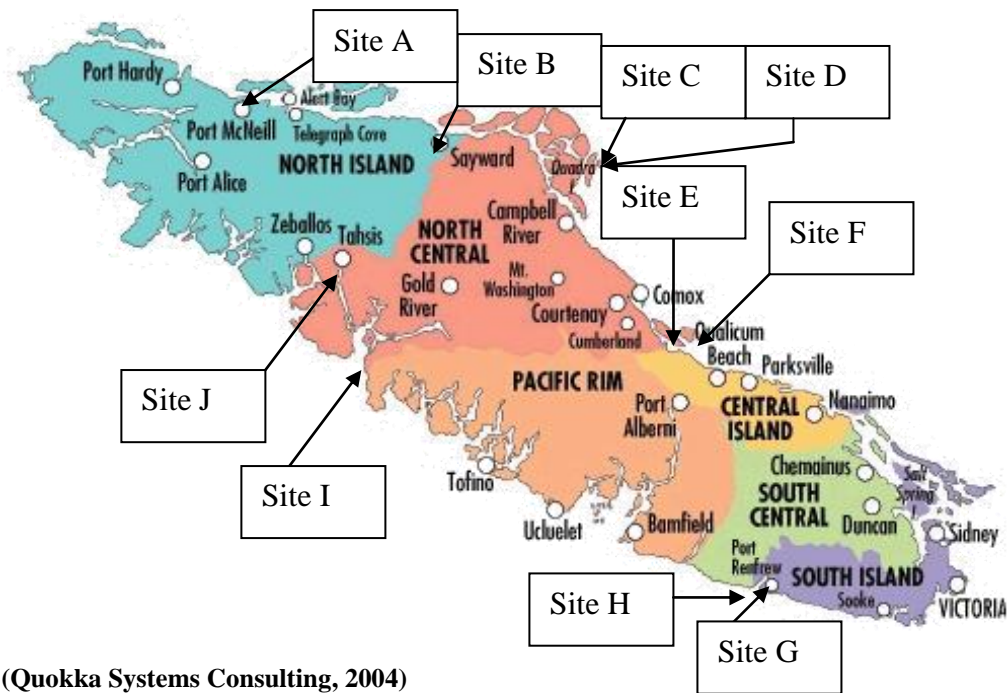 Site A
Site B
Site C
Site D
Port Hardy
Alert Bay
Port McNeill
Telegraph Cove
NORTH ISLAND
Sayward
Quadra I
Port Alice
Site E
Site F
Zeballos
Tahsis
NORTH
CENTRAL
Campbell
River
Gold
River
Mt.
Washington
Comox
Courtenay
Cumberland
Qualicum
Beach
Parksville
Site J
PACIFIC RIM
Port
Alberni
CENTRAL
ISLAND
Nanaimo
Site I
Tofino
Chemainus
Salt
Spring I
SOUTH
CENTRAL
Ucluelet
Bamfield
Duncan
Sidney
Port
Renfrew
SOUTH ISLAND
Site H
Sooke
VICTORIA
Site G
(Quokka Systems Consulting, 2004)